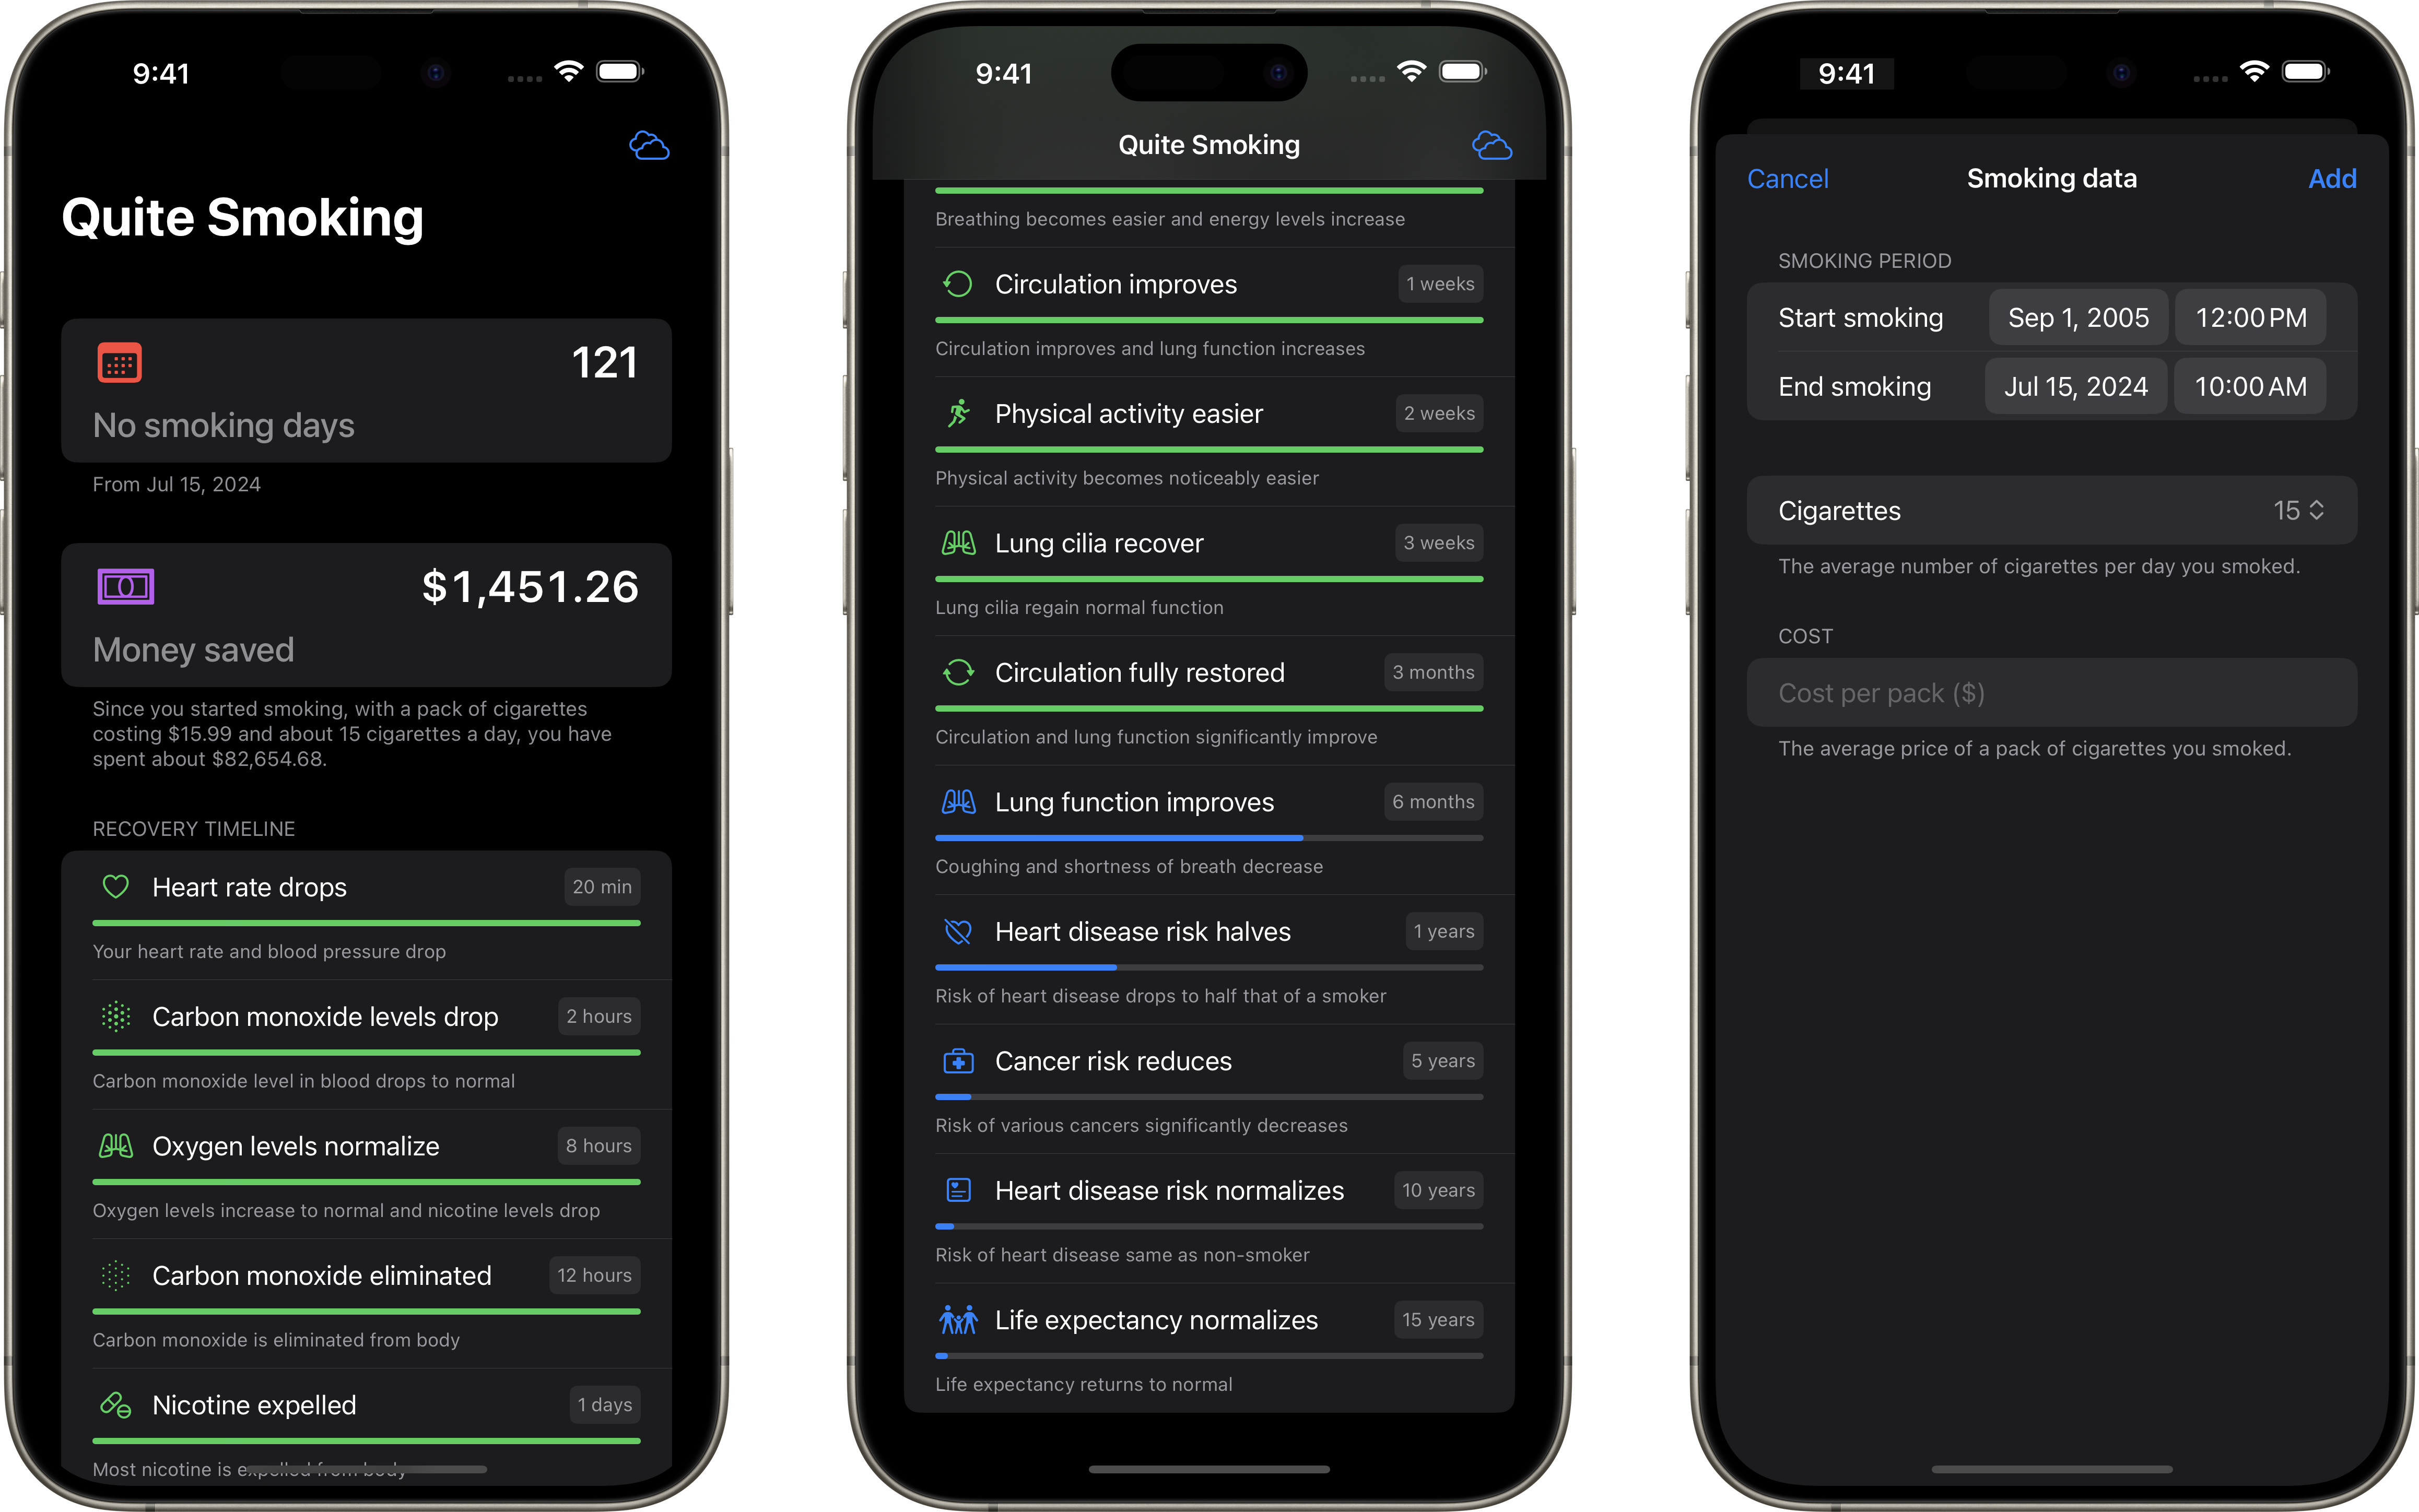 9:41
Quite Smoking
121
No smoking days
From Jul 15, 2024
$1,451.26
Money saved
Since you started smoking, with a pack of cigarettes
costing $15.99 and about 15 cigarettes a day, you have
spent about $82,654.68.
RECOVERY TIMELINE
Heart rate drops 20 min
Your heart rate and blood pressure drop
Carbon monoxide levels drop 2 hours
Carbon monoxide level in blood drops to normal
Oxygen levels normalize 8 hours
Oxygen levels increase to normal and nicotine levels drop
Carbon monoxide eliminated 12 hours
Carbon monoxide is eliminated from body
Nicotine expelled 1 days
Most nicotine is expelled from body
9:41
Quite Smoking
Breathing becomes easier and energy levels increase
Circulation improves 1 weeks
Circulation improves and lung function increases
Physical activity easier 2 weeks
Physical activity becomes noticeably easier
Lung cilia recover 3 weeks
Lung cilia regain normal function
Circulation fully restored 3 months
Circulation and lung function significantly improve
Lung function improves 6 months
Coughing and shortness of breath decrease
Heart disease risk halves 1 years
Risk of heart disease drops to half that of a smoker
Cancer risk reduces 5 years
Risk of various cancers significantly decreases
Heart disease risk normalizes 10 years
Risk of heart disease same as non-smoker
Life expectancy normalizes 15 years
Life expectancy returns to normal
9:41
Cancel Smoking data Add
SMOKING PERIOD
Start smoking Sep 1, 2005 12:00 PM
End smoking Jul 15, 2024 10:00 AM
Cigarettes 15
The average number of cigarettes per day you smoked.
COST
Cost per pack ($)
The average price of a pack of cigarettes you smoked.